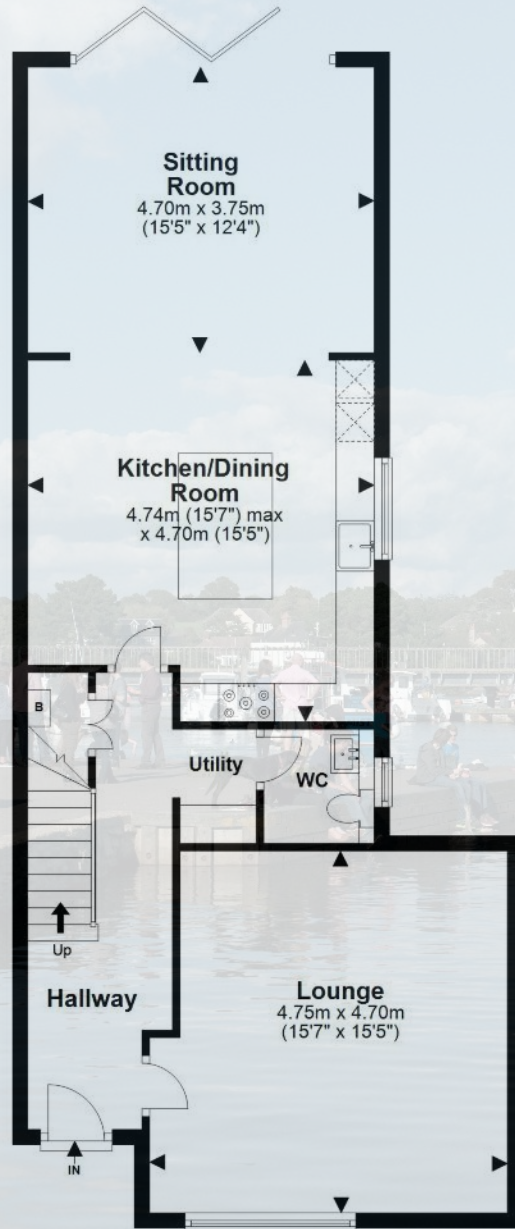 Sitting
Room
4.70m x 3.75m
(15'5" x 12'4")
Kitchen/Dining
Room
4.74m (15'7") max
x 4.70m (15'5")
B
Utility
WC
Up
Hallway
Lounge
4.75m x 4.70m
(15'7" x 15'5")
IN